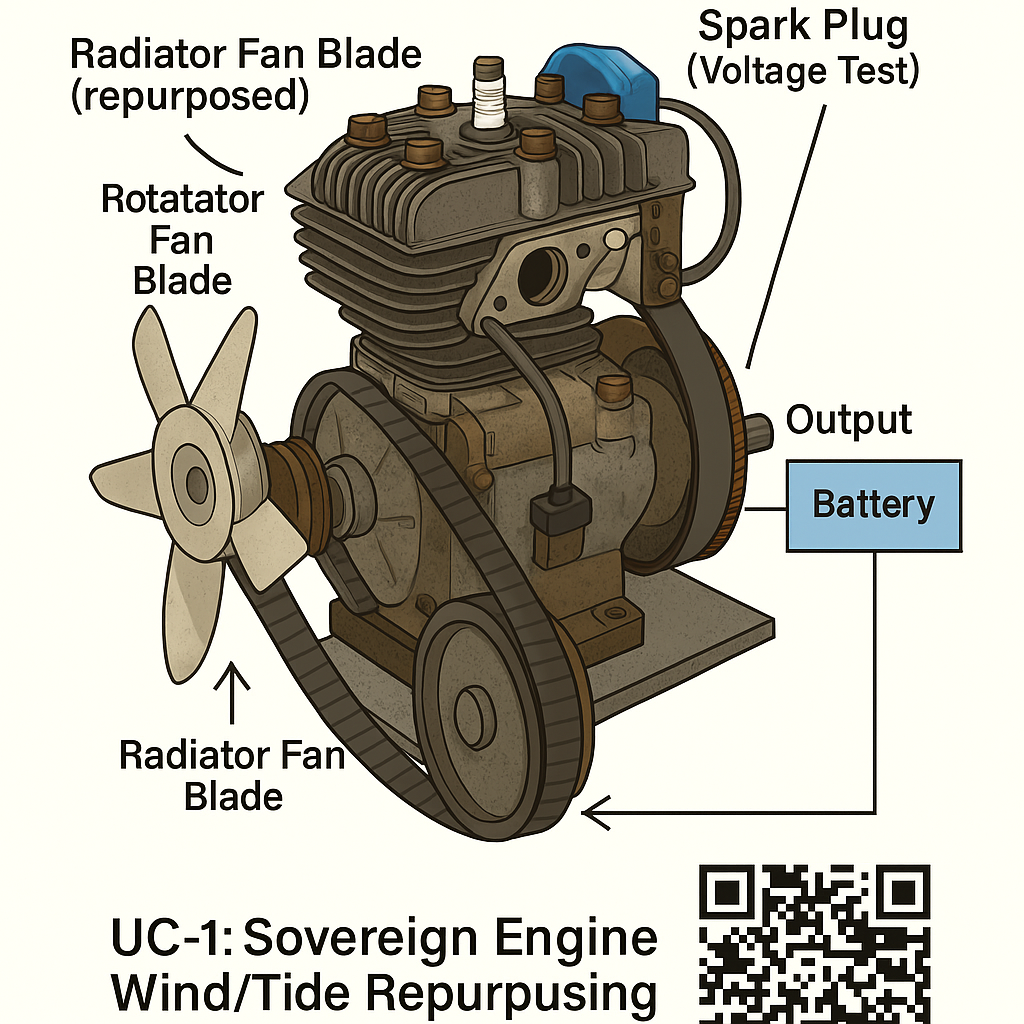 Radiator Fan Blade
(repurposed)
Spark Plug
(Voltage Test)
Rotatator
Fan
Blade
Output
Battery
Radiator Fan
Blade
UC-1: Sovereign Engine
Wind/Tide Repurpusing